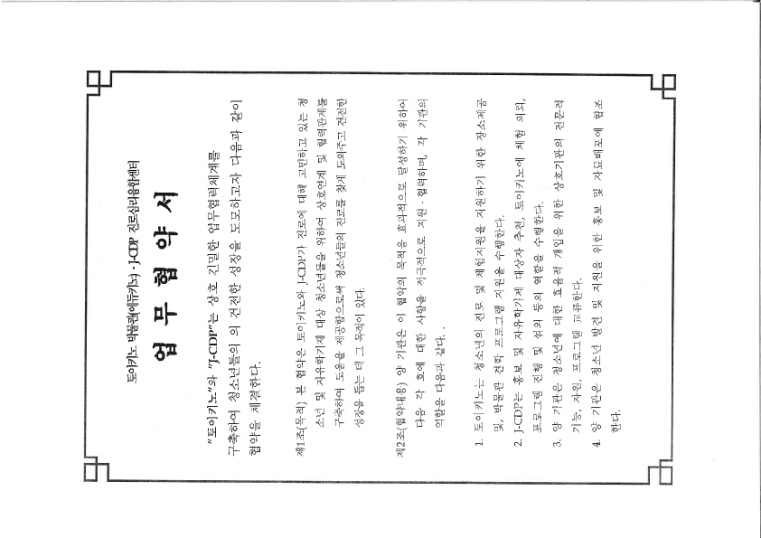 토이키노 박물관(에듀키노) · J-CDP 진로심리융합센터
업 무 협 약 서
"토이키노"와 "J-CDP"는 상호 긴밀한 업무협력체계를
구축하여 청소년들의 의 건전한 성장을 도모하고자 다음과 같이
협약을 체결한다.
제1조(목적) 본 협약은 토이키노와 J-CDP가 진로에 대해 고민하고 있는 청
소년 및 자유학기제 대상 청소년들을 위하여 상호연계 및 협력관계를
구축하여 도움을 제공함으로써 청소년들의 진로를 찾게 도와주고 건전한
성장을 돕는 데 그 목적이 있다.
제2조(협약내용) 양 기관은 이 협약의 목적을 효과적으로 달성하기 위하여
다음 각 호에 대한 사항을 적극적으로 지원 · 협력하며, 각 기관의
역할은 다음과 같다. .
1. 토이키노는 청소년의 진로 및 체험지원을 지원하기 위한 장소제공
및, 박물관 견학 프로그램 지원을 수행한다.
2. J-CDP는 홍보 및 자유학기제 대상자 추천, 토이키노에 체험 의뢰,
프로그램 진행 및 섭외 등의 역할을 수행한다.
3. 양 기관은 청소년에 대한 효율적 개입을 위한 상호기관의 전문적
기능, 자원, 프로그램 교류한다.
4. 양 기관은 청소년 발견 및 지원을 위한 홍보 및 자료배포에 협조
한다.